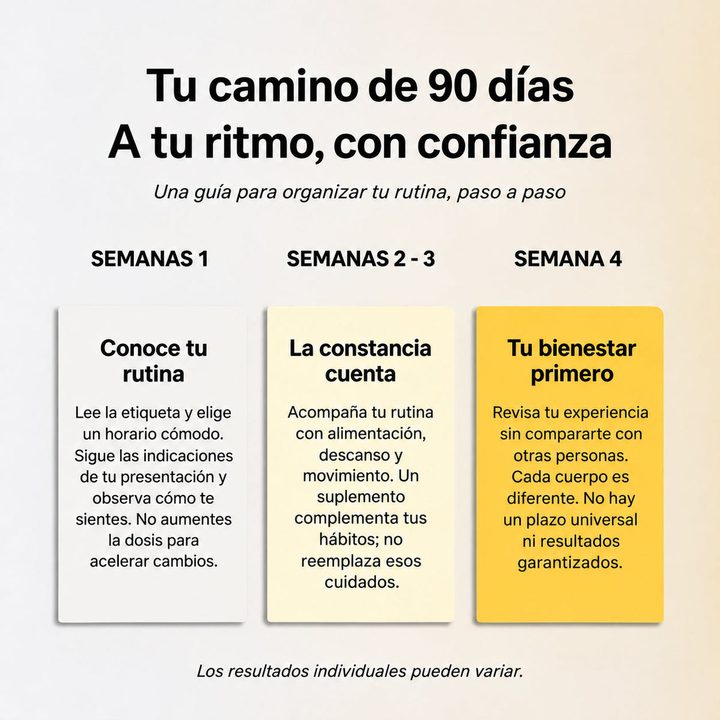 Tu camino de 90 días
A tu ritmo, con confianza
Una guía para organizar tu rutina, paso a paso
SEMANAS 1
Conoce tu
rutina
Lee la etiqueta y elige
un horario cómodo.
Sigue las indicaciones
de tu presentación y
observa cómo te
sientes. No aumentes
la dosis para
acelerar cambios.
SEMANAS 2 - 3
La constancia
cuenta
Acompaña tu rutina
con alimentación,
descanso y
movimiento. Un
suplemento
complementa tus
hábitos; no
reemplaza esos
cuidados.
SEMANA 4
Tu bienestar
primero
Revisa tu experiencia
sin compararte con
otras personas.
Cada cuerpo es
diferente. No hay
un plazo universal
ni resultados
garantizados.
Los resultados individuales pueden variar.